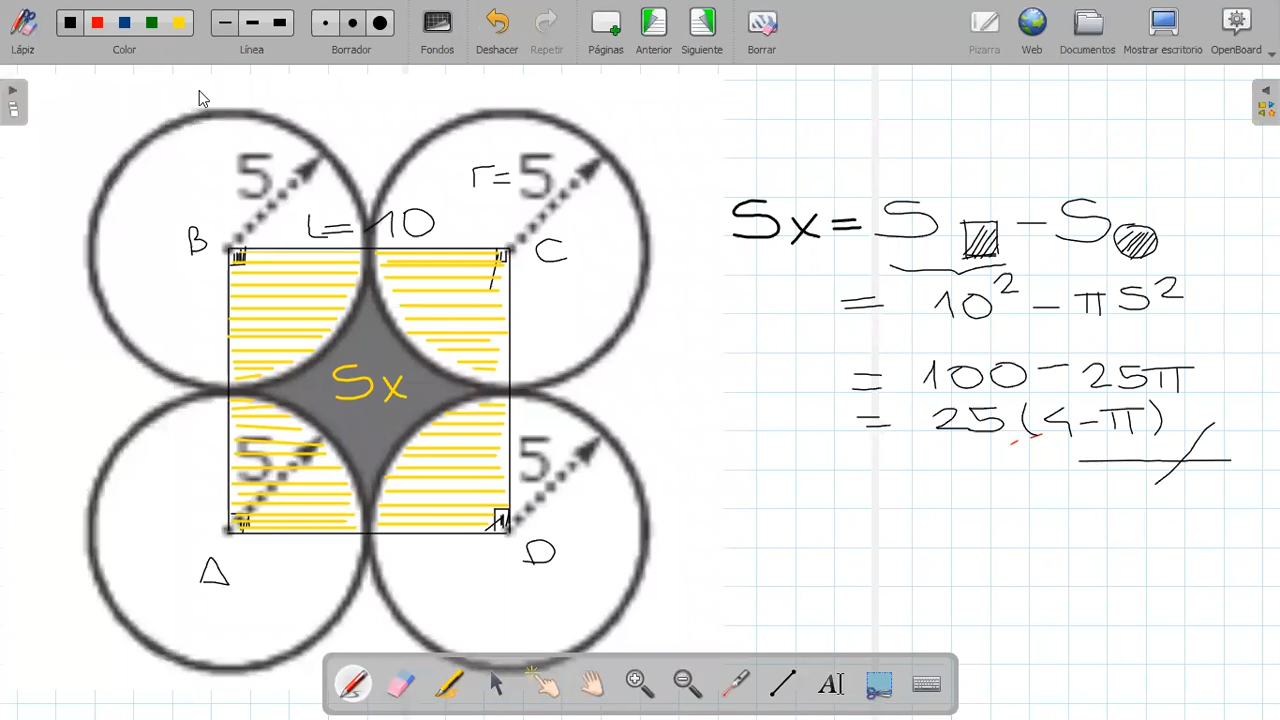 Lápiz
Color
Línea
Borrador
Fondos
Deshacer
Repetir
Páginas
Anterior
Siguiente
Borrar
Pizarra
Web
Documentos
Mostrar escritorio
OpenBoard
5
r=5
L=10
B
C
Sx
5
5
A
D
Sx = S - S
= 10² - π5²
= 100 - 25π
= 25(4-π)
AI